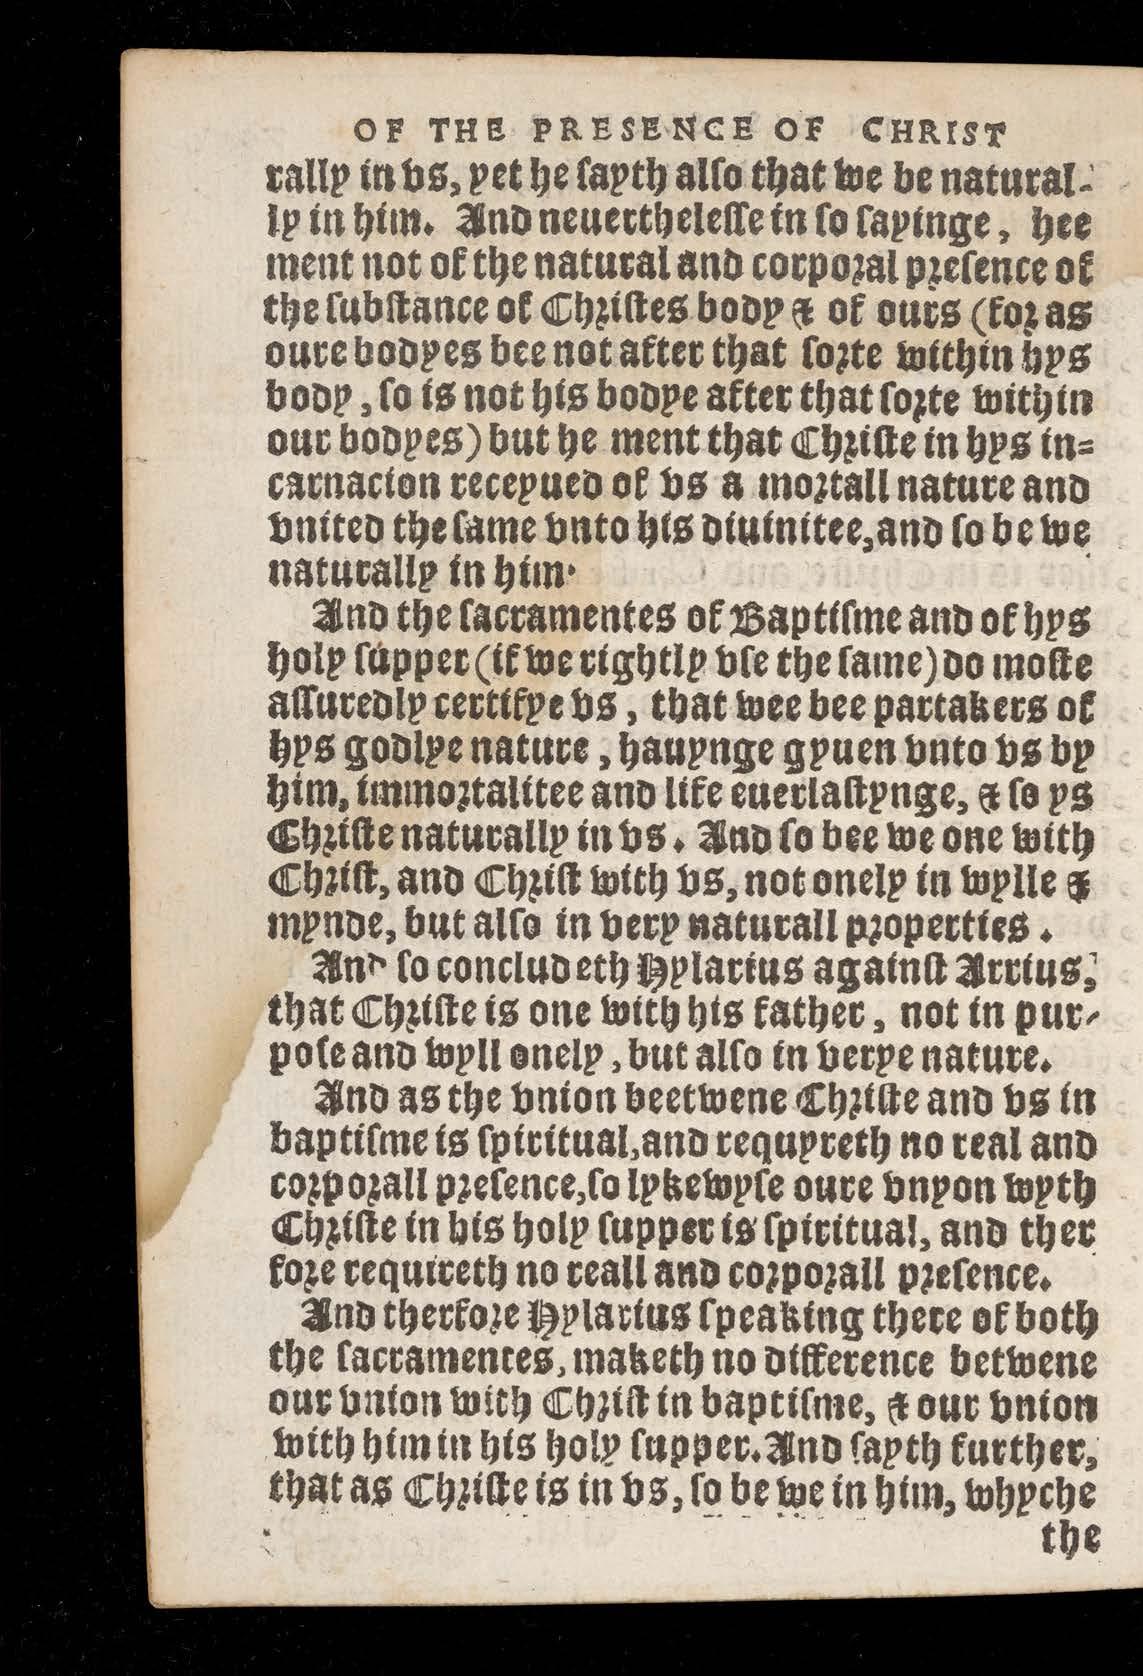 OF THE PRESENCE OF CHRIST
rally in vs, yet he ſayth alſo that we be natural-
ly in him. And neuertheleſſe in ſo ſayinge, hee
ment not of the natural and corporal preſence of
the ſubſtance of Chriſtes body & of ours (for as
oure bodyes bee not after that ſorte within hys
body, ſo is not his bodye after that ſorte within
our bodyes) but he ment that Chriſte in hys in=
carnacion receyued of vs a mortall nature and
vnited the ſame vnto his diuinitee, and ſo be we
naturally in him.
And the ſacramentes of Baptiſme and of hys
holy ſupper (if we rightly vſe the ſame) do moſte
aſſuredly certifye vs, that wee bee partakers of
hys godlye nature, hauynge gyuen vnto vs by
him, immortalitee and life euerlaſtynge, & ſo ys
Chriſte naturally in vs. And ſo bee we one with
Chriſt, and Chriſt with vs, not onely in wylle &
mynde, but alſo in very naturall properties.
And ſo concludeth Hylarius againſt Arrius,
that Chriſte is one with his father, not in pur-
poſe and wyll onely, but alſo in verye nature.
And as the vnion beetwene Chriſte and vs in
baptiſme is ſpiritual, and requyreth no real and
corporall preſence, ſo lykewyſe oure vnyon wyth
Chriſte in his holy ſupper is ſpiritual, and ther
fore requireth no reall and corporall preſence.
And therfore Hylarius ſpeaking there of both
the ſacramentes, maketh no difference betwene
our vnion with Chriſt in baptiſme, & our vnion
with him in his holy ſupper. And ſayth further,
that as Chriſte is in vs, ſo be we in him, whyche
the